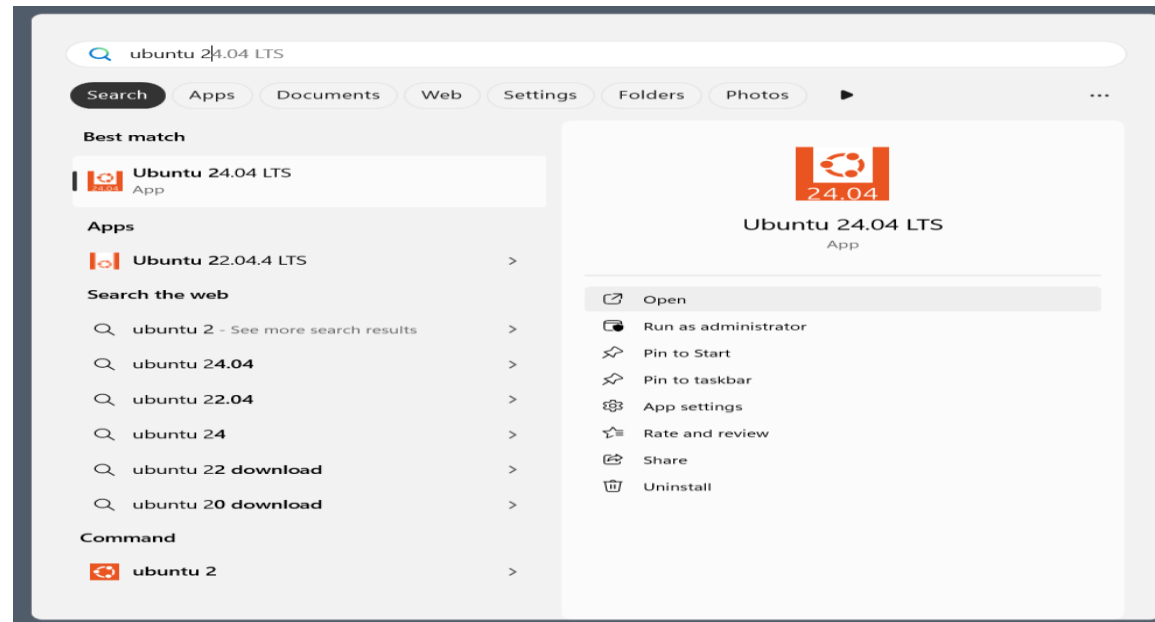 ubuntu 24.04 LTS
Search Apps Documents Web Settings Folders Photos
Best match
Ubuntu 24.04 LTS
App
24.04
Apps
Ubuntu 22.04.4 LTS
Search the web
ubuntu 2 - See more search results
ubuntu 24.04
ubuntu 22.04
ubuntu 24
ubuntu 22 download
ubuntu 20 download
Command
ubuntu 2
24.04
Ubuntu 24.04 LTS
App
Open
Run as administrator
Pin to Start
Pin to taskbar
App settings
Rate and review
Share
Uninstall